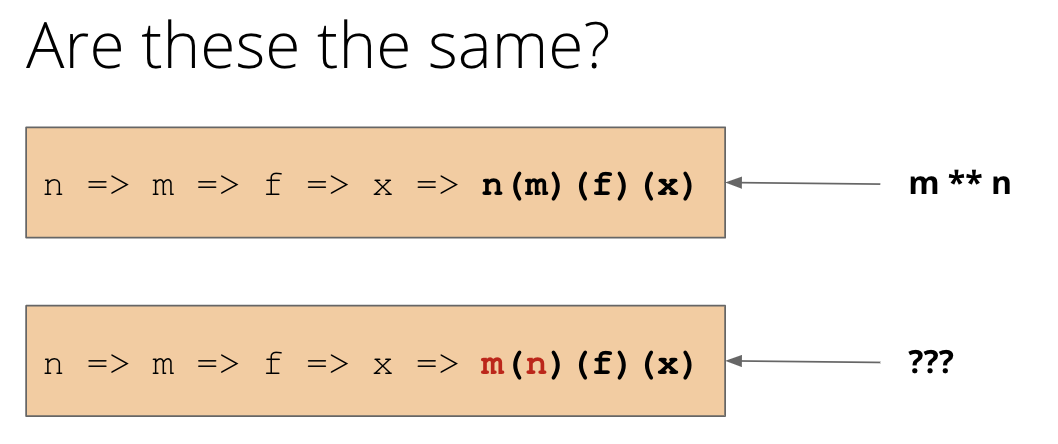 Are these the same?
n => m => f => x => n(m)(f)(x)
m ** n
n => m => f => x => m(n)(f)(x)
???